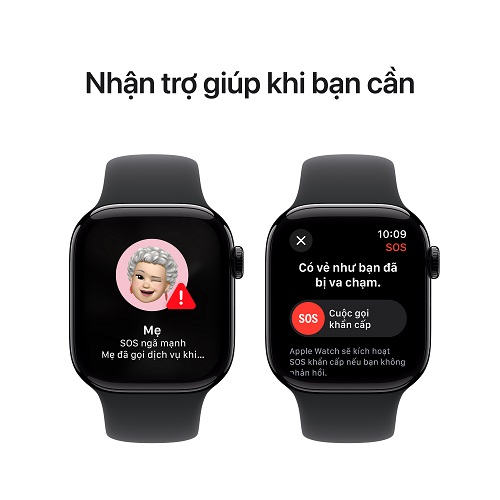 Nhận trợ giúp khi bạn cần
Mẹ
SOS ngã mạnh
Mẹ đã gọi dịch vụ khi...
10:09
SOS
Có vẻ như bạn đã
bị va chạm.
SOS
Cuộc gọi
khẩn cấp
Apple Watch sẽ kích hoạt
SOS khẩn cấp nếu bạn không
phản hồi.